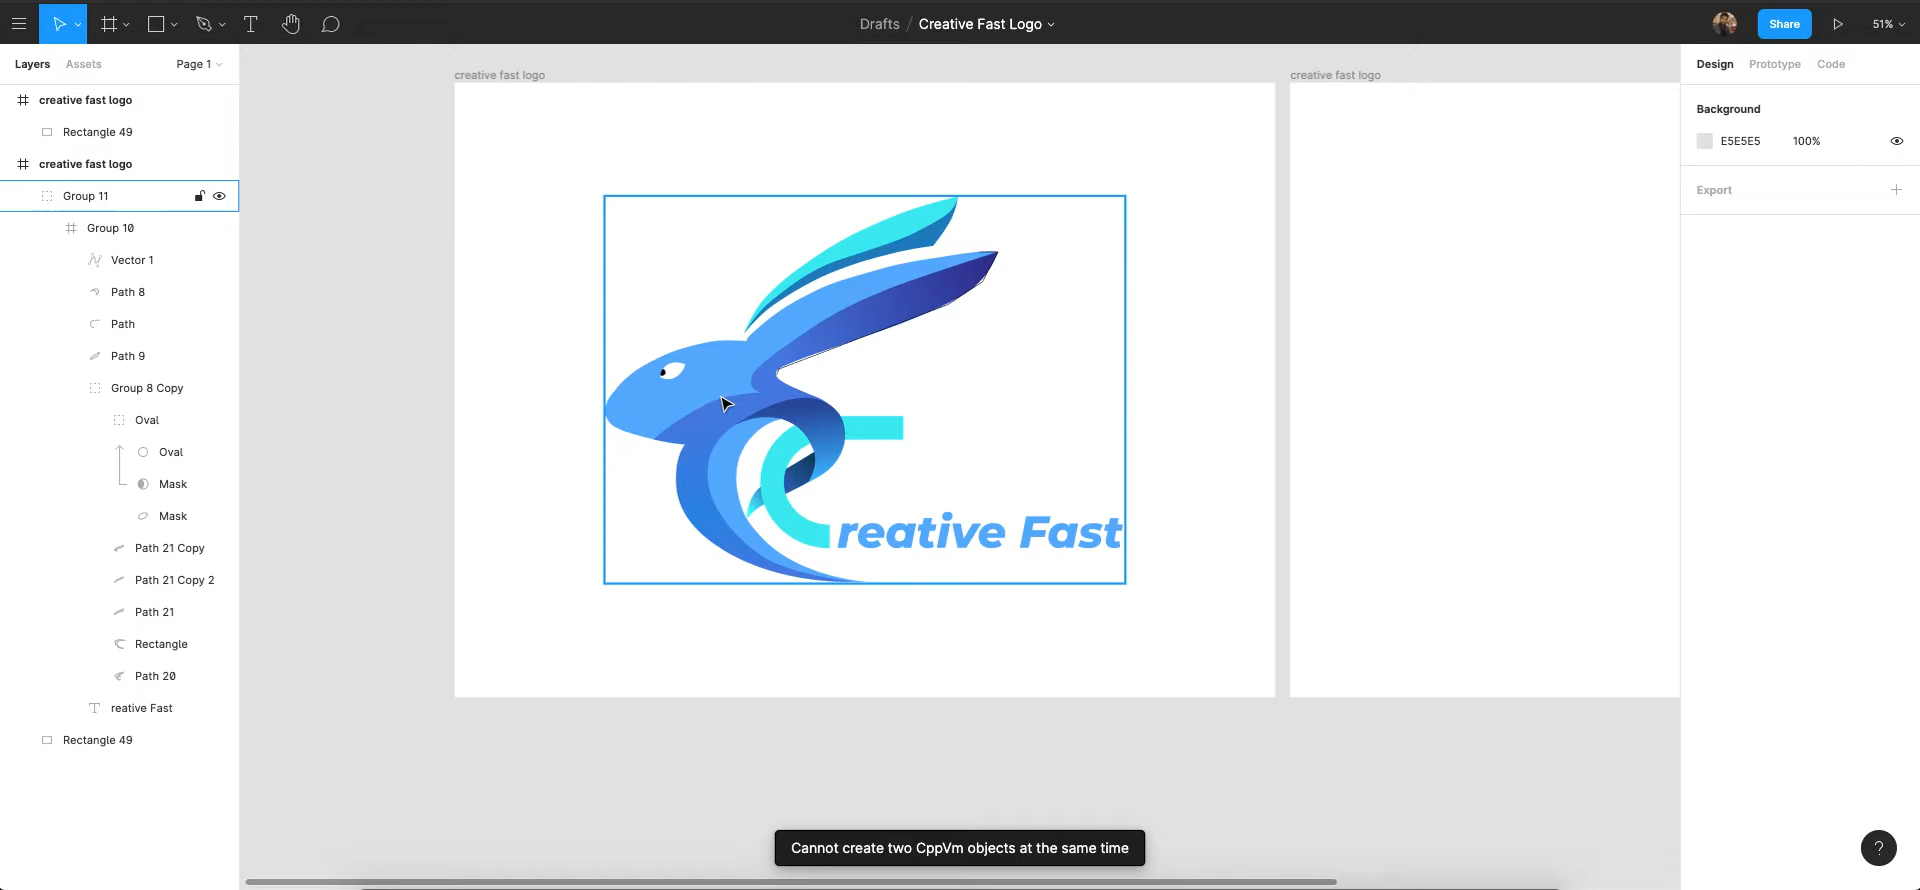 Drafts / Creative Fast Logo
Share
51%
Layers
Assets
Page 1
creative fast logo
Rectangle 49
creative fast logo
Group 11
Group 10
Vector 1
Path 8
Path
Path 9
Group 8 Copy
Oval
Oval
Mask
Mask
Path 21 Copy
Path 21 Copy 2
Path 21
Rectangle
Path 20
reative Fast
Rectangle 49
creative fast logo
creative fast logo
reative Fast
Cannot create two CppVm objects at the same time
Design
Prototype
Code
Background
E5E5E5
100%
Export
?